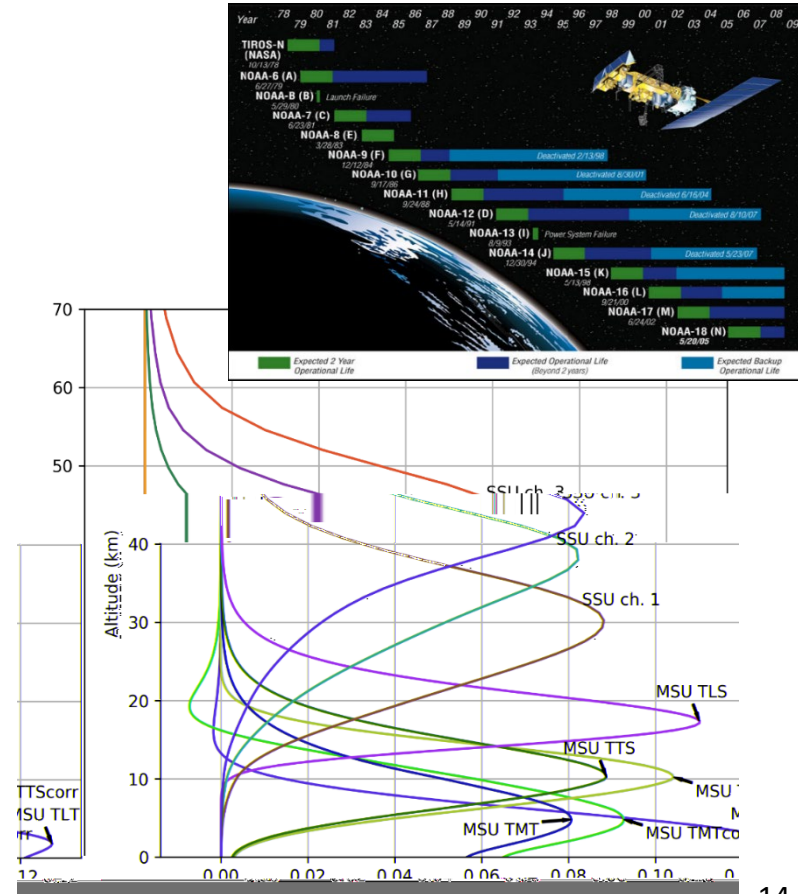 Year 78 80 82 84 86 88 90 92 94 96 98 00 02 04 06 08
79 81 83 85 87 89 91 93 95 97 99 01 03 05 07 09
TIROS-N
(NASA)
10/13/78
NOAA-6 (A)
6/27/79
NOAA-B (B) Launch Failure
5/29/80
NOAA-7 (C)
6/23/81
NOAA-8 (E)
3/28/83
NOAA-9 (F) Deactivated 2/13/98
12/12/84
NOAA-10 (G) Deactivated 8/30/01
9/17/86
NOAA-11 (H) Deactivated 6/16/04
9/24/88
NOAA-12 (D) Deactivated 8/10/07
5/14/91
NOAA-13 (I) Power System Failure
8/9/93
NOAA-14 (J) Deactivated 5/23/07
12/30/94
NOAA-15 (K)
5/13/98
NOAA-16 (L)
9/21/00
NOAA-17 (M)
6/24/02
NOAA-18 (N)
5/20/05
Expected 2 Year
Operational Life
Expected Operational Life
(Beyond 2 years)
Expected Backup
Operational Life
70
60
50
SSU ch. 3
SSU ch. 2
40
Altitude (km)
SSU ch. 1
30
MSU TLS
20
MSU TTS
10
TTScorr
MSU TLT
MSU TMT
MSU TMTco
0
12 0.00 0.02 0.04 0.06 0.08 0.10
14